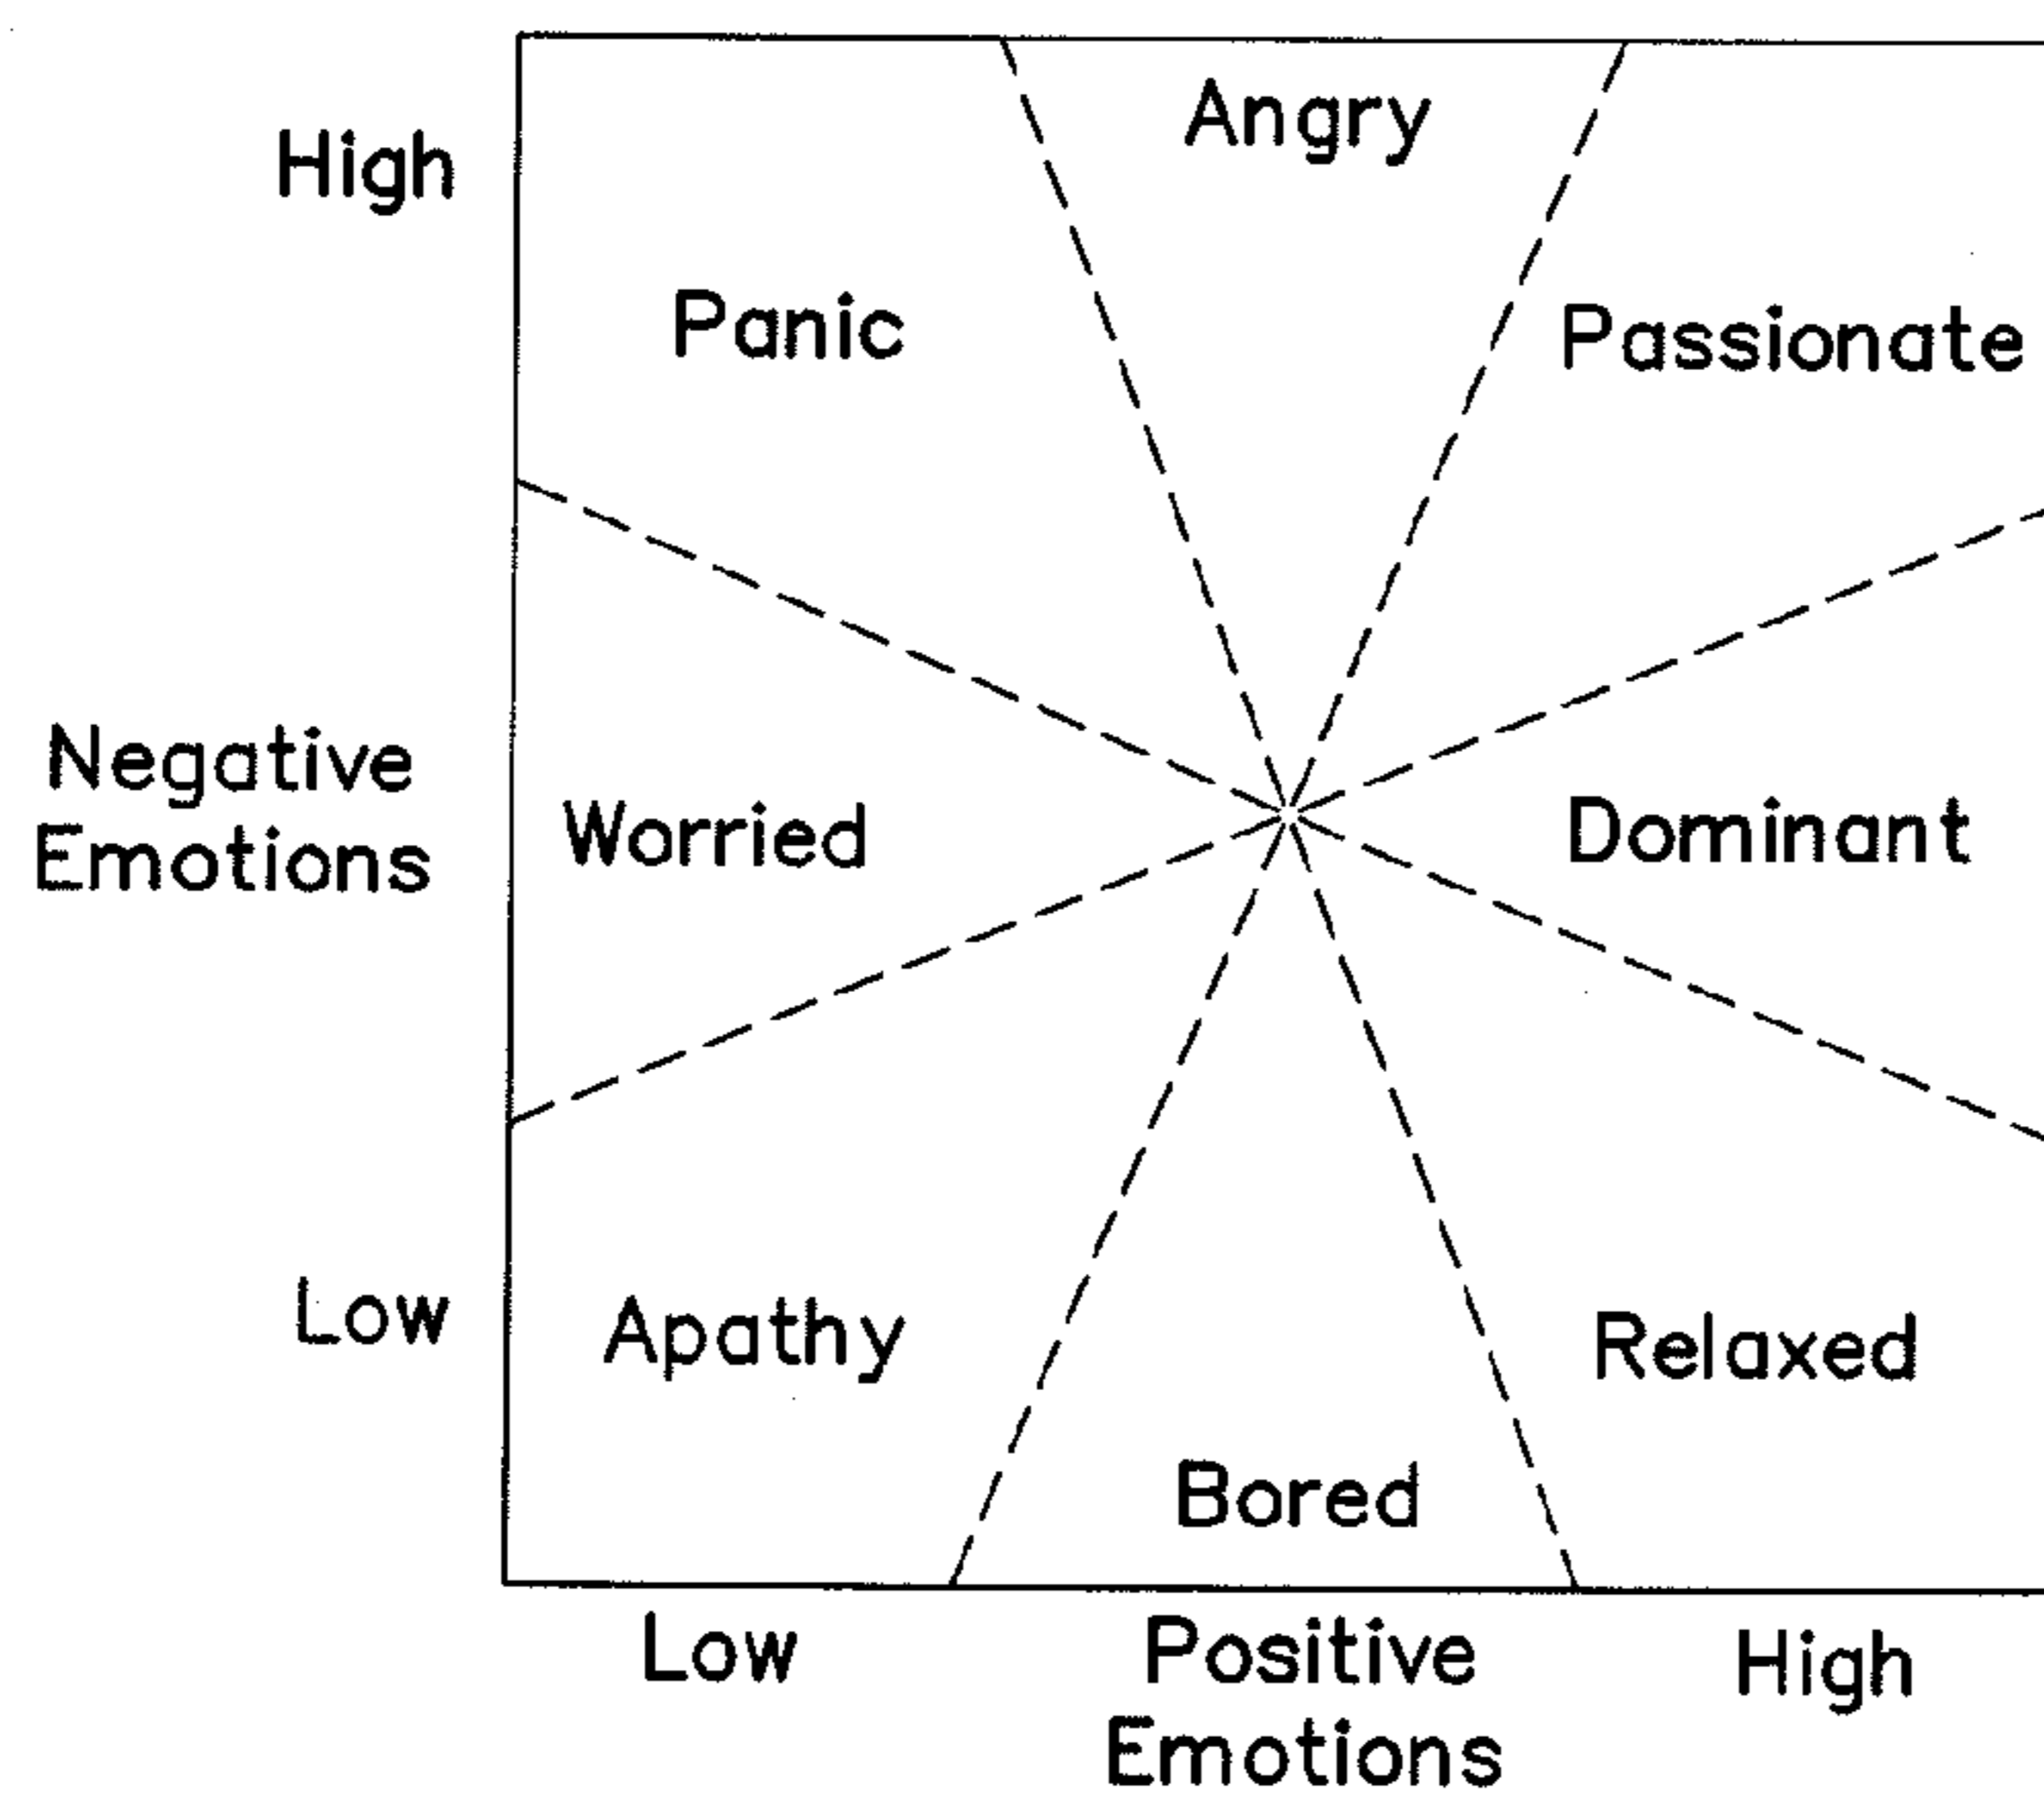 Angry
High
Panic
Passionate
Negative
Emotions
Worried
Dominant
Low
Apathy
Relaxed
Bored
Low
Positive
Emotions
High